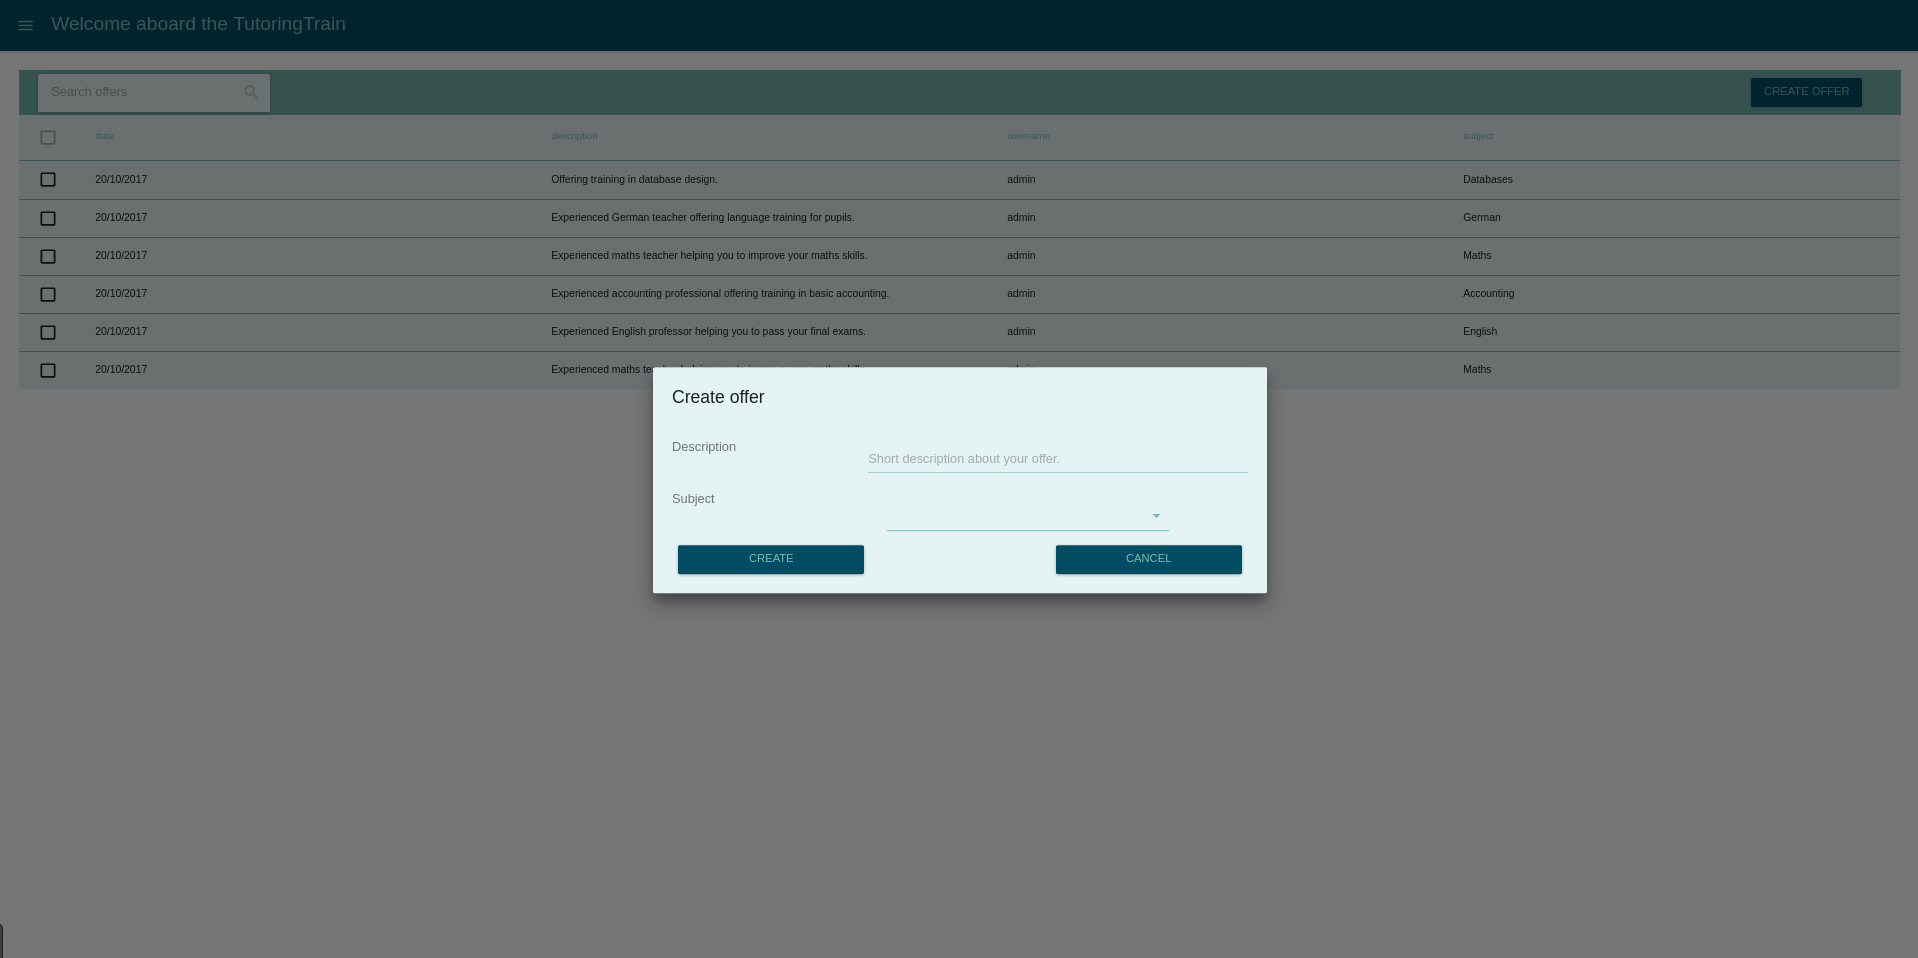 Welcome aboard the TutoringTrain
Search offers
CREATE OFFER
date description username subject
20/10/2017 Offering training in database design. admin Databases
20/10/2017 Experienced German teacher offering language training for pupils. admin German
20/10/2017 Experienced maths teacher helping you to improve your maths skills. admin Maths
20/10/2017 Experienced accounting professional offering training in basic accounting. admin Accounting
20/10/2017 Experienced English professor helping you to pass your final exams. admin English
20/10/2017 Experienced maths Maths
Create offer
Description
Short description about your offer.
Subject
CREATE CANCEL